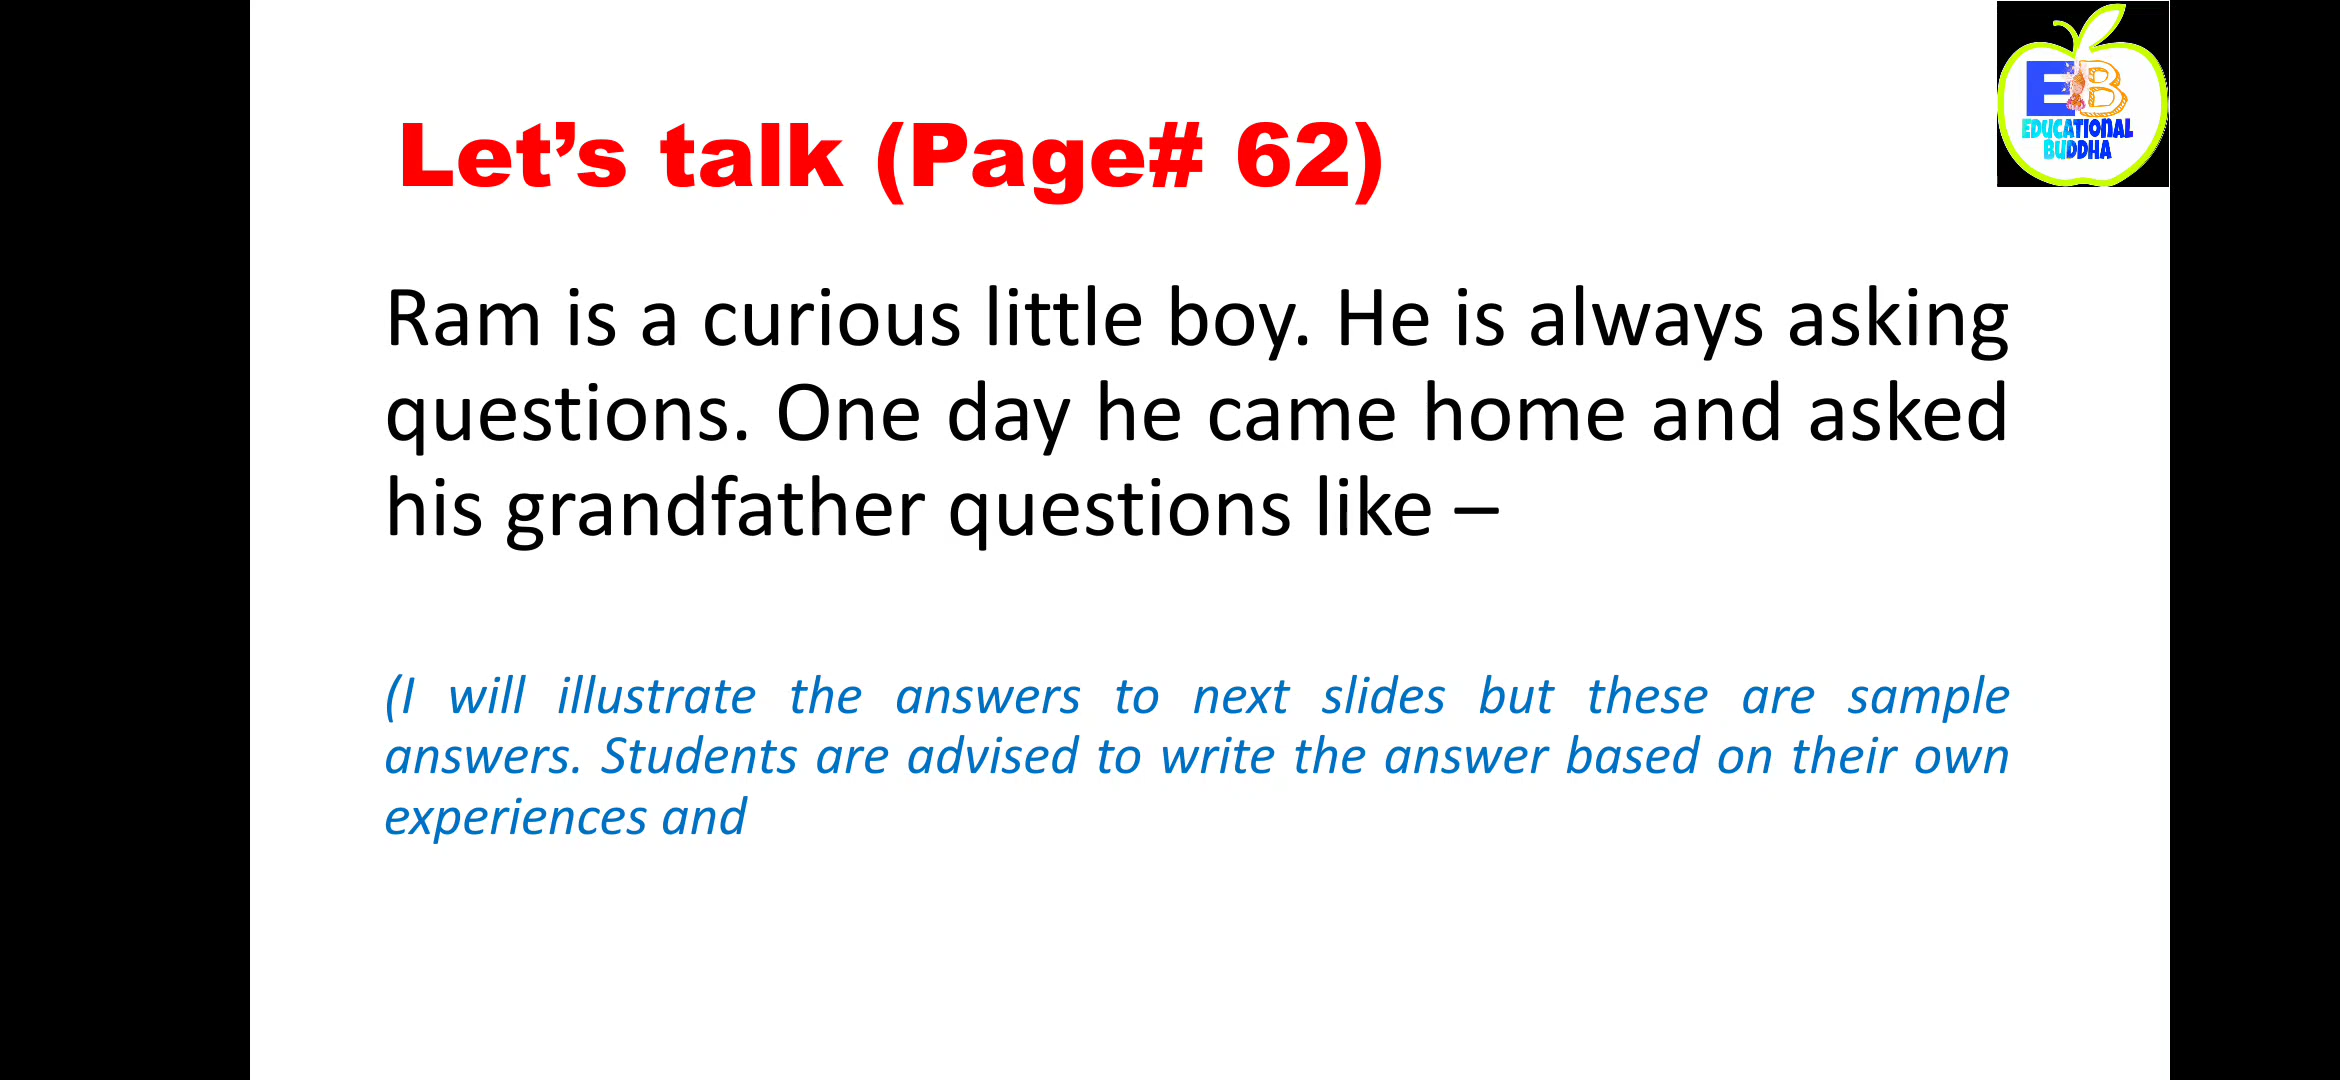 EB
EDUCATIONAL
BUDDHA
Let’s talk (Page# 62)
Ram is a curious little boy. He is always asking
questions. One day he came home and asked
his grandfather questions like –
(I will illustrate the answers to next slides but these are sample
answers. Students are advised to write the answer based on their own
experiences and